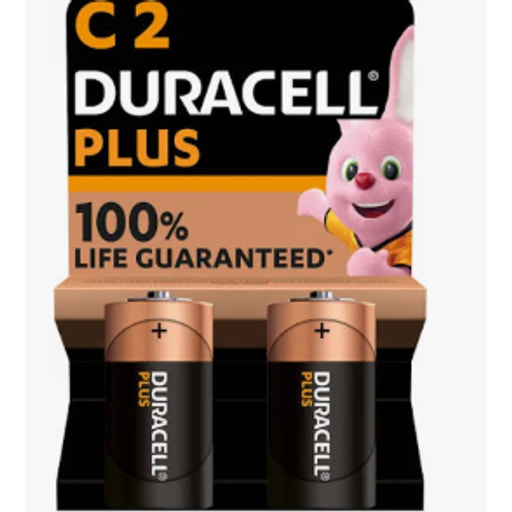 C 2
DURACELL®
PLUS
100%
LIFE GUARANTEED*
+
DURACELL®
PLUS
+
DURACELL®
PLUS